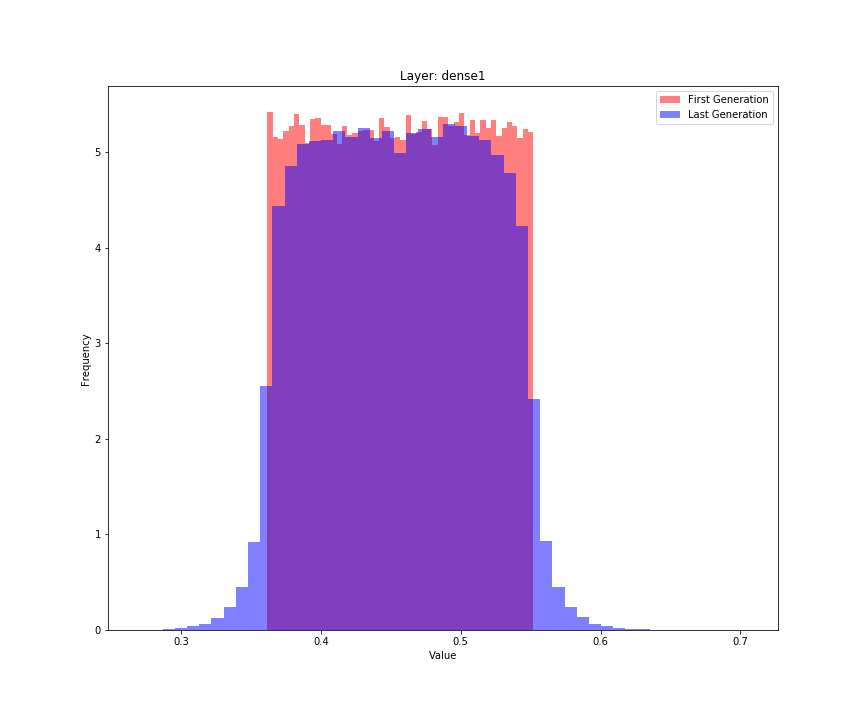 Layer: dense1
First Generation
Last Generation
5
4
3
2
1
0
Frequency
0.3
0.4
0.5
0.6
0.7
Value